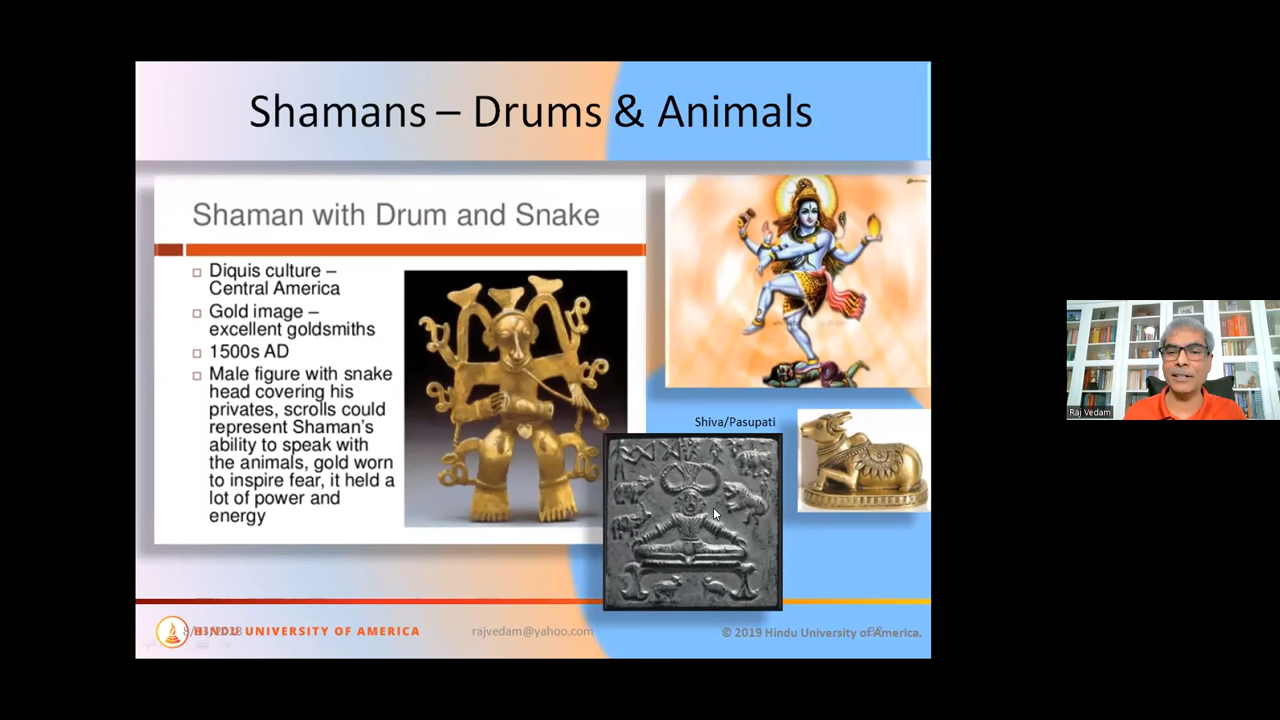 Shamans – Drums & Animals
Shaman with Drum and Snake
Diquis culture –
Central America
Gold image –
excellent goldsmiths
1500s AD
Male figure with snake
head covering his
privates, scrolls could
represent Shaman's
ability to speak with
the animals, gold worn
to inspire fear, it held a
lot of power and
energy
Shiva/Pasupati
Raj Vedam
HINDU UNIVERSITY OF AMERICA
rajvedam@yahoo.com
© 2019 Hindu University of America.